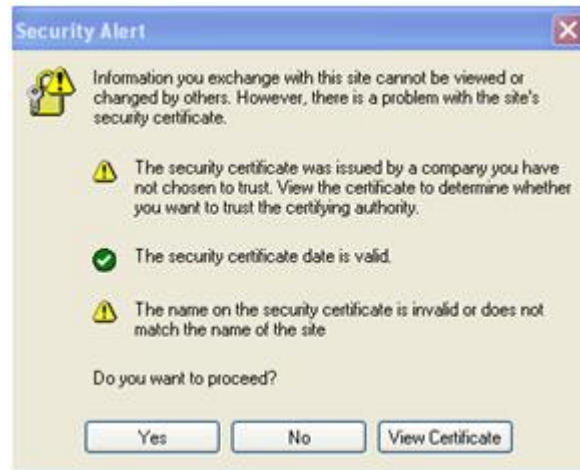 Security Alert
Information you exchange with this site cannot be viewed or
changed by others. However, there is a problem with the site's
security certificate.
The security certificate was issued by a company you have
not chosen to trust. View the certificate to determine whether
you want to trust the certifying authority.
The security certificate date is valid.
The name on the security certificate is invalid or does not
match the name of the site
Do you want to proceed?
Yes No View Certificate